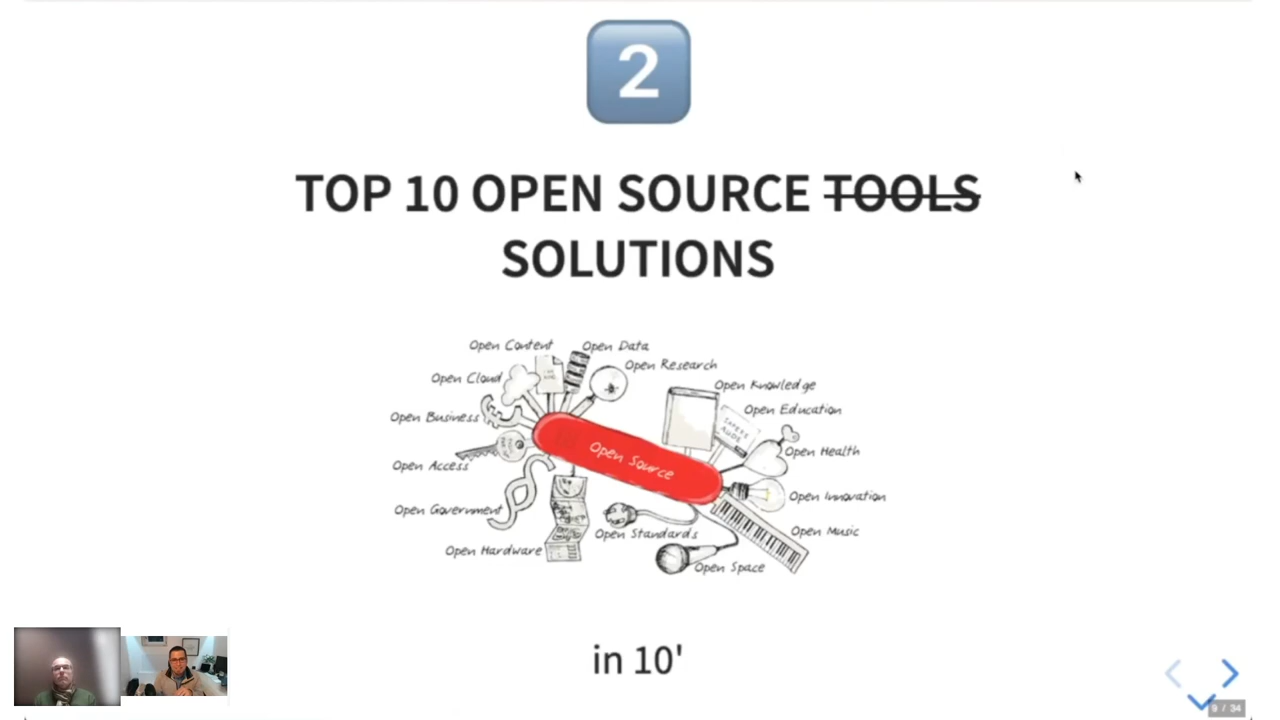 2
TOP 10 OPEN SOURCE TOOLS
SOLUTIONS
Open Content
Open Data
Open Research
Open Cloud
Open Knowledge
Open Business
Open Education
Open Access
Open Source
Open Health
Open Government
Open Innovation
Open Standards
Open Music
Open Hardware
Open Space
in 10'
9 / 34